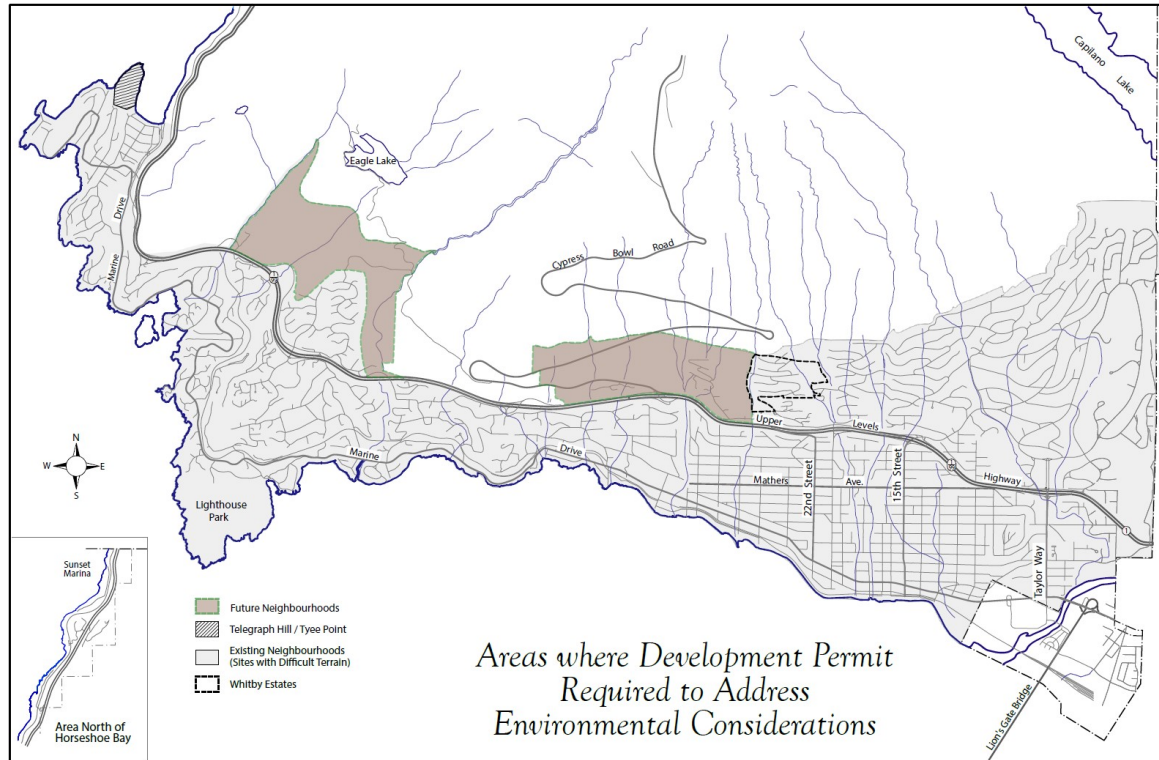 Capilano
Lake
Eagle Lake
Drive
Marine
Cypress Bowl Road
1
Upper Levels Highway
1
1
N
W E
S
Marine Drive
Mathers Ave.
22nd Street
15th Street
Taylor Way
Lighthouse
Park
Sunset
Marina
Area North of
Horseshoe Bay
Future Neighbourhoods
Telegraph Hill / Tyee Point
Existing Neighbourhoods
(Sites with Difficult Terrain)
Whitby Estates
Areas where Development Permit
Required to Address
Environmental Considerations
Lion's Gate Bridge